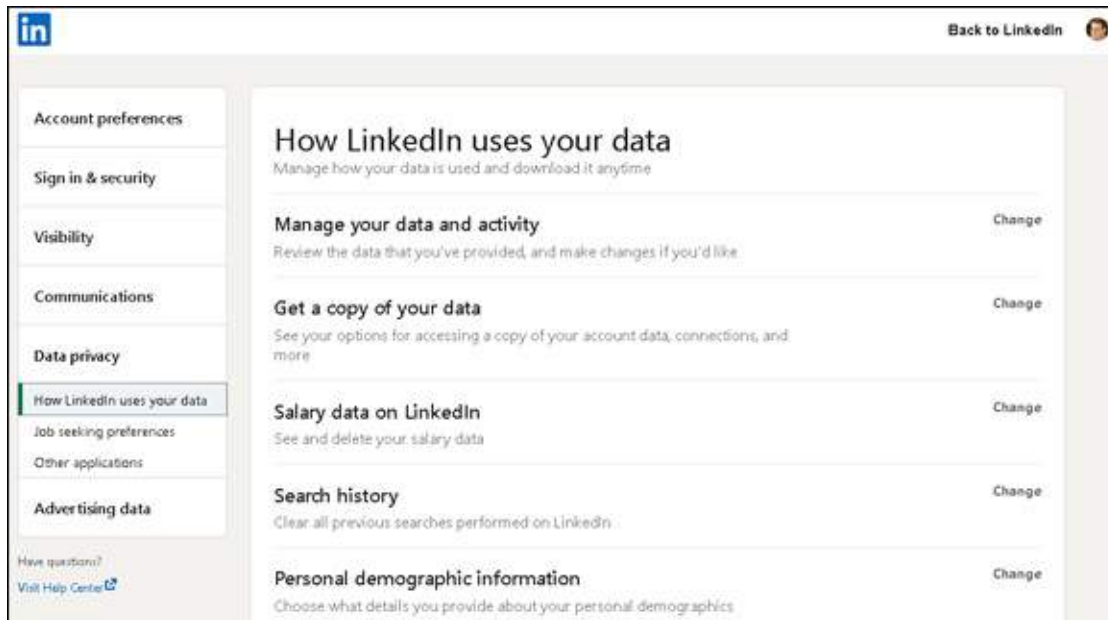 in
Back to LinkedIn
Account preferences
Sign in & security
Visibility
Communications
Data privacy
How LinkedIn uses your data
Job seeking preferences
Other applications
Advertising data
Have questions?
Visit Help Center
How LinkedIn uses your data
Manage how your data is used and download it anytime
Manage your data and activity
Change
Review the data that you've provided, and make changes if you'd like
Get a copy of your data
Change
See your options for accessing a copy of your account data, connections, and
more
Salary data on LinkedIn
Change
See and delete your salary data
Search history
Change
Clear all previous searches performed on LinkedIn
Personal demographic information
Change
Choose what details you provide about your personal demographics